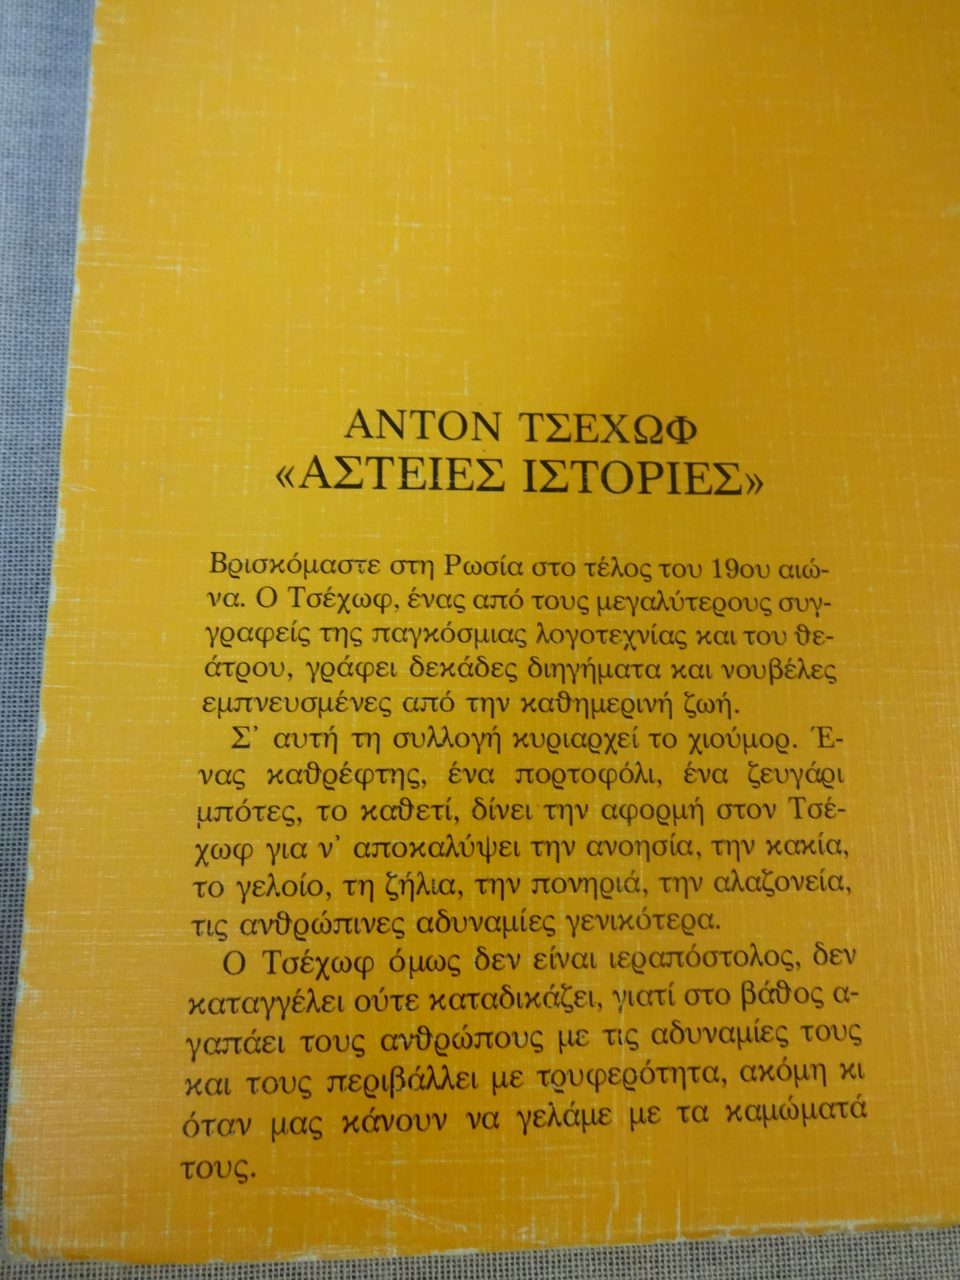 ΑΝΤΟΝ ΤΣΕΧΩΦ
«ΑΣΤΕΙΕΣ ΙΣΤΟΡΙΕΣ»
Βρισκόμαστε στη Ρωσία στο τέλος του 19ου αιώ-
να. Ο Τσέχωφ, ένας από τους μεγαλύτερους συγ-
γραφείς της παγκόσμιας λογοτεχνίας και του θε-
άτρου, γράφει δεκάδες διηγήματα και νουβέλες
εμπνευσμένες από την καθημερινή ζωή.
Σ' αυτή τη συλλογή κυριαρχεί το χιούμορ. Έ-
νας καθρέφτης, ένα πορτοφόλι, ένα ζευγάρι
μπότες, το καθετί, δίνει την αφορμή στον Τσέ-
χωφ για ν' αποκαλύψει την ανοησία, την κακία,
το γελοίο, τη ζήλια, την πονηριά, την αλαζονεία,
τις ανθρώπινες αδυναμίες γενικότερα.
Ο Τσέχωφ όμως δεν είναι ιεραπόστολος, δεν
καταγγέλει ούτε καταδικάζει, γιατί στο βάθος α-
γαπάει τους ανθρώπους με τις αδυναμίες τους
και τους περιβάλλει με τρυφερότητα, ακόμη κι
όταν μας κάνουν να γελάμε με τα καμώματά
τους.